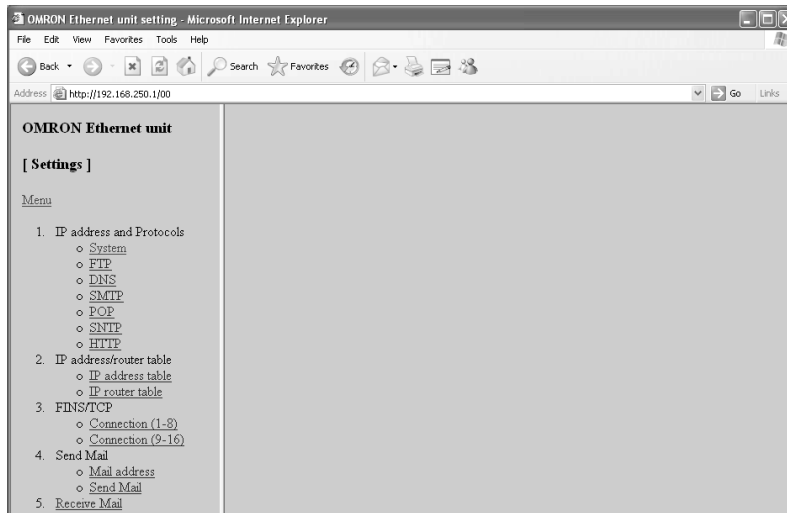 OMRON Ethernet unit setting - Microsoft Internet Explorer
File Edit View Favorites Tools Help
Back Search Favorites
Address http://192.168.250.1/00 Go Links
OMRON Ethernet unit
[ Settings ]
Menu
1. IP address and Protocols
o System
o FTP
o DNS
o SMTP
o POP
o SNTP
o HTTP
2. IP address/router table
o IP address table
o IP router table
3. FINS/TCP
o Connection (1-8)
o Connection (9-16)
4. Send Mail
o Mail address
o Send Mail
5. Receive Mail